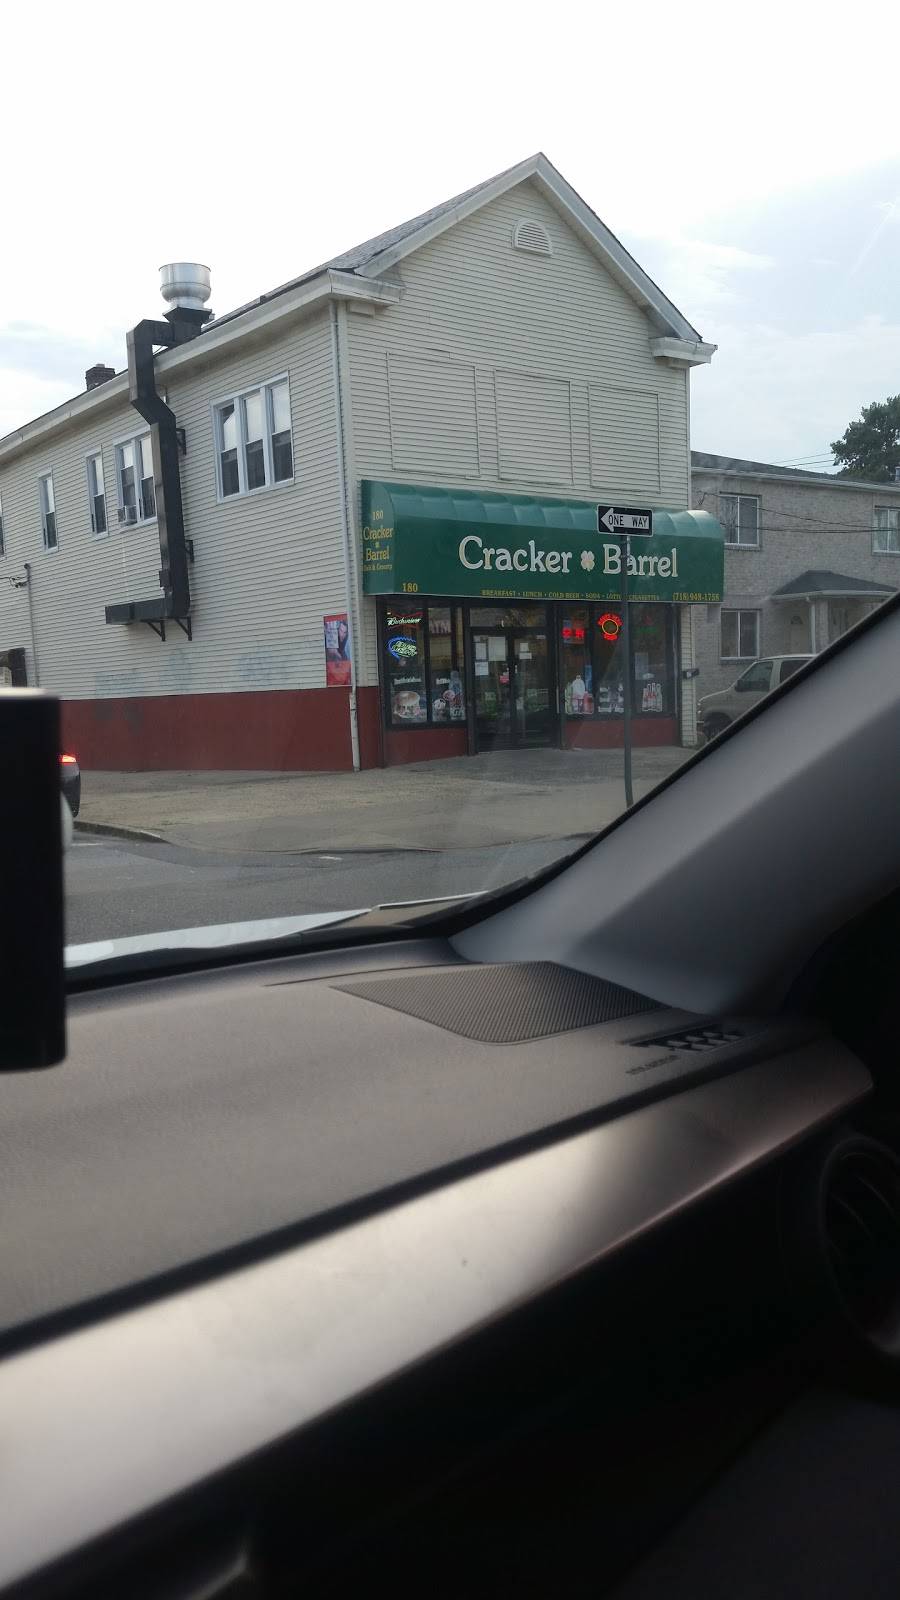 180
Cracker
Barrel
Deli & Grocery
180
Cracker Barrel
BREAKFAST • LUNCH • COLD BEER • SODA • LOTTO CIGARETTES (718) 948-1758
ONE WAY
Budweiser